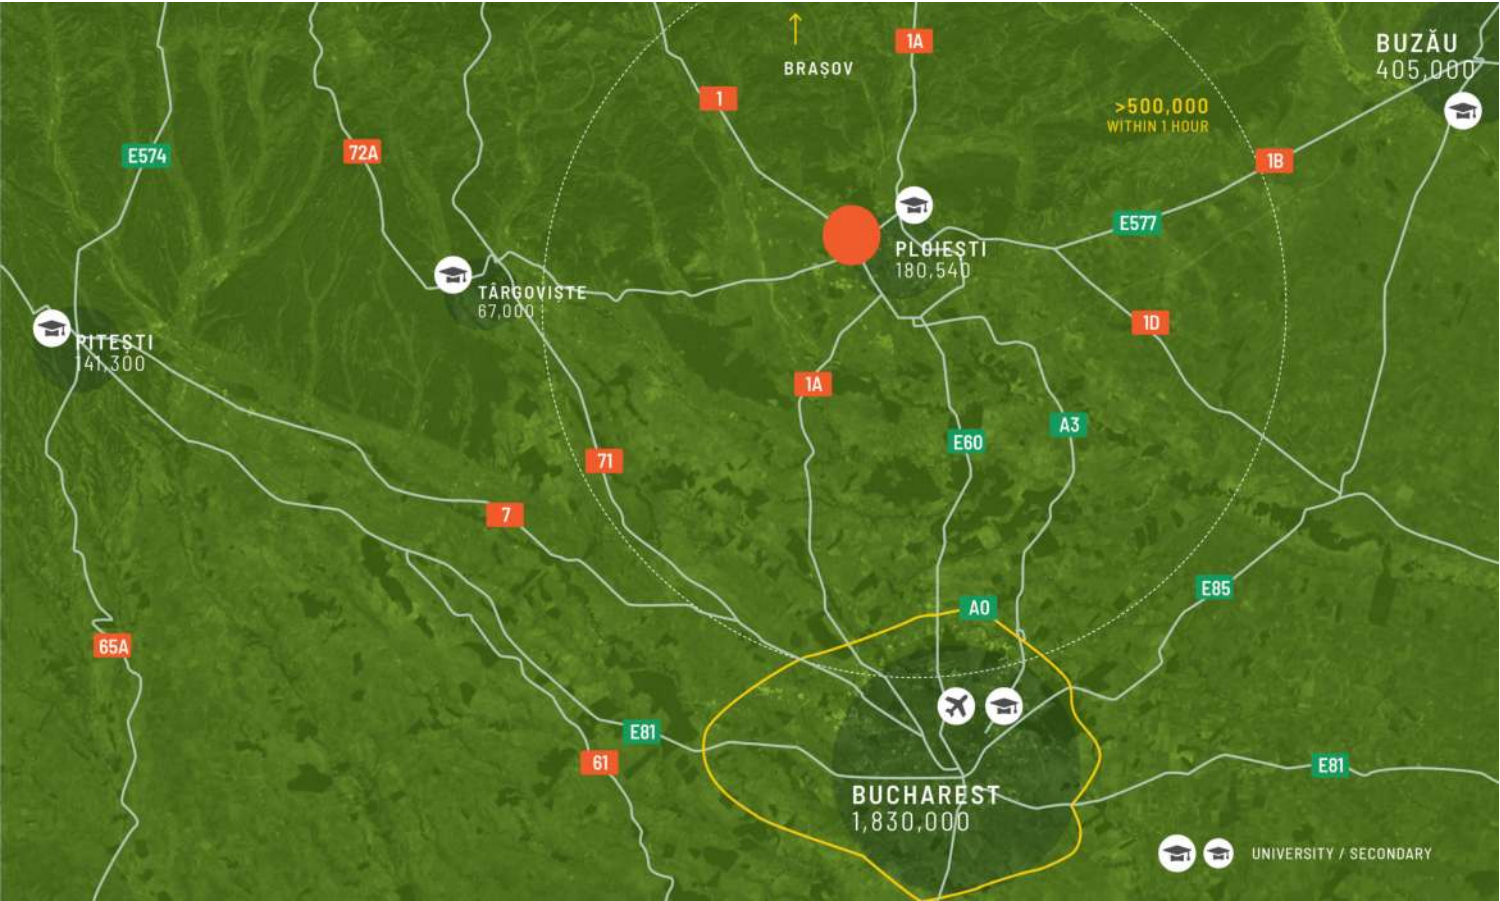 1A
BUZĂU
405,000
BRAȘOV
1
>500,000
WITHIN 1 HOUR
E574
72A
1B
E577
PLOIEȘTI
180,540
TÂRGOVIȘTE
67,000
PITEȘTI
141,300
1D
1A
A3
E60
71
7
E85
A0
65A
E81
61
E81
BUCHAREST
1,830,000
UNIVERSITY / SECONDARY